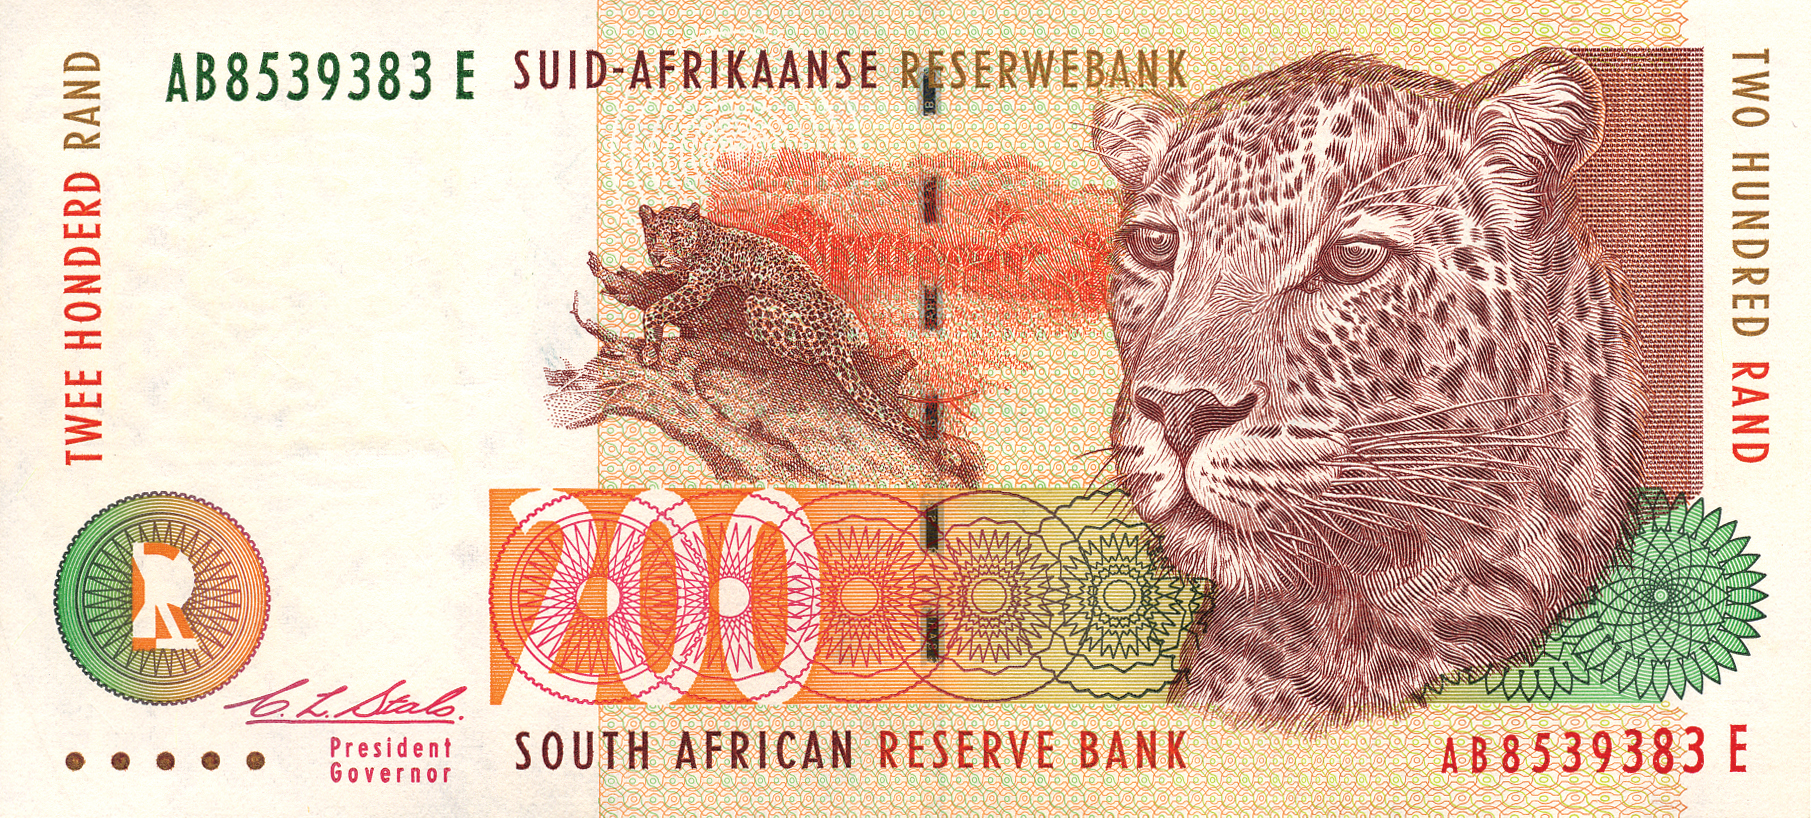 TWEE HONDERD RAND
AB8539383 E
SUID-AFRIKAANSE RESERWEBANK
TWO HUNDRED RAND
200
R
C. L. Stals.
President
Governor
SOUTH AFRICAN RESERVE BANK
AB8539383 E